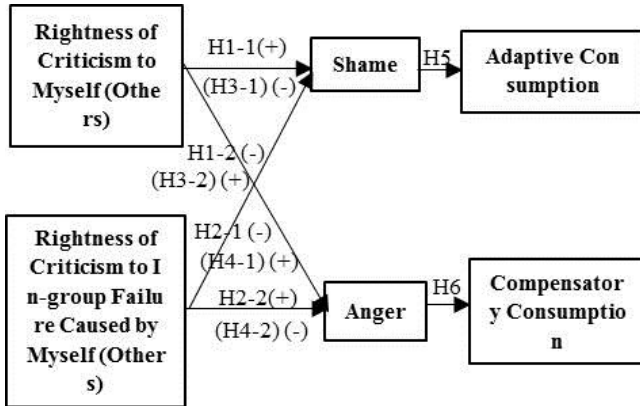 Rightness of
Criticism to
Myself (Othe
rs)
H1-1(+)
(H3-1) (-)
Shame
H5
Adaptive Con
sumption
H1-2 (-)
(H3-2) (+)
Rightness of
Criticism to I
n-group Failu
re Caused by
Myself (Other
s)
H2-1 (-)
(H4-1) (+)
H2-2(+)
(H4-2) (-)
Anger
H6
Compensator
y Consumptio
n